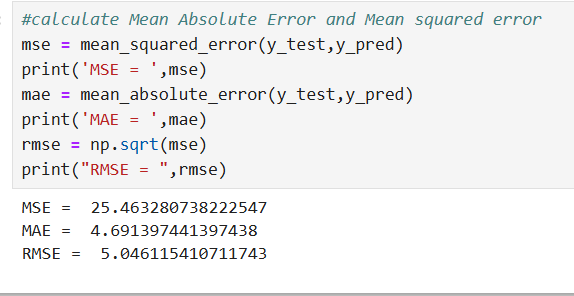 #calculate Mean Absolute Error and Mean squared error
mse = mean_squared_error(y_test,y_pred)
print('MSE = ',mse)
mae = mean_absolute_error(y_test,y_pred)
print('MAE = ',mae)
rmse = np.sqrt(mse)
print("RMSE = ",rmse)
MSE =  25.463280738222547
MAE =  4.691397441397438
RMSE =  5.046115410711743